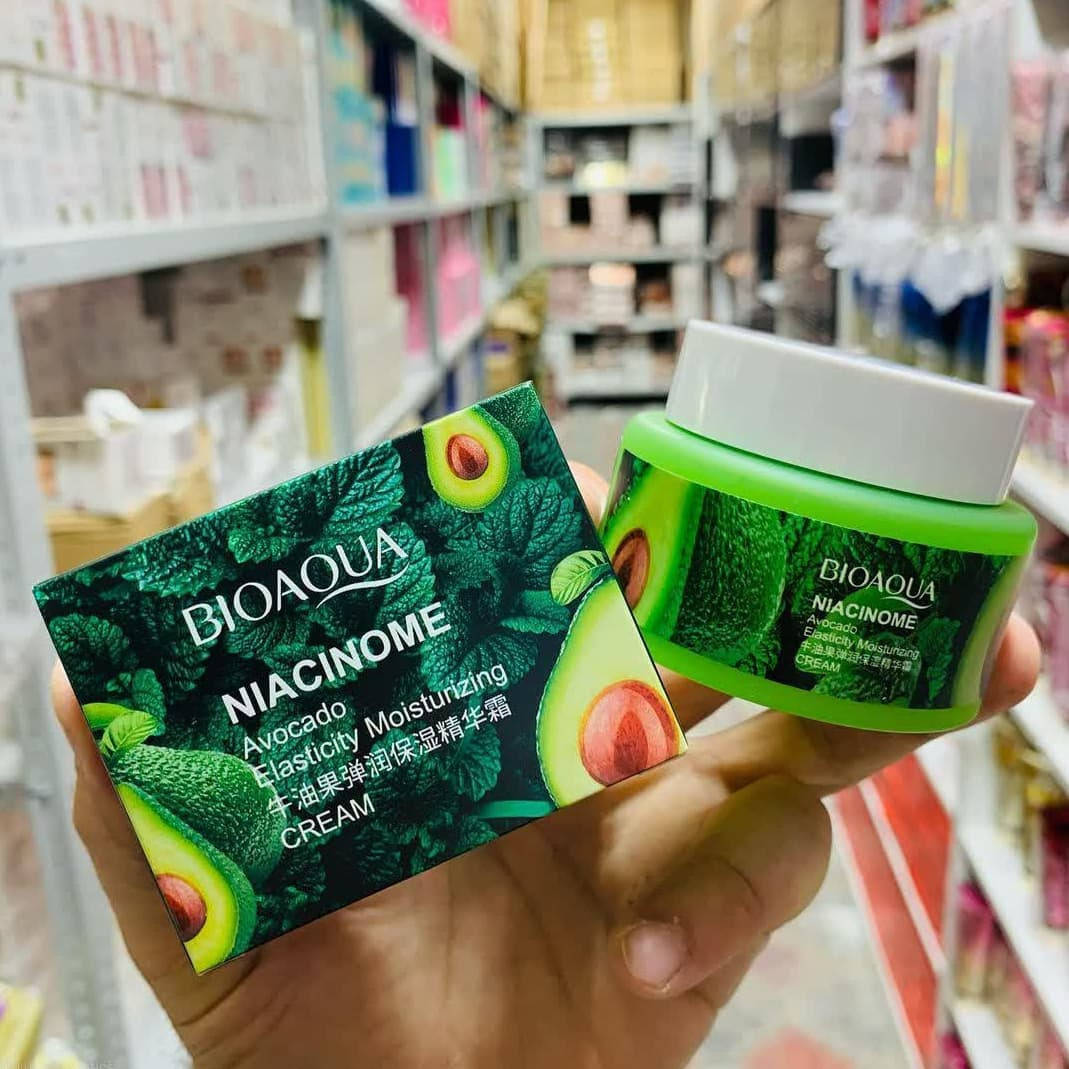 BIOAQUA
NIACINOME
Avocado
Elasticity Moisturizing
牛油果弹润保湿精华霜
CREAM
BIOAQUA
NIACINOME
Avocado
Elasticity Moisturizing
牛油果弹润保湿精华霜
CREAM